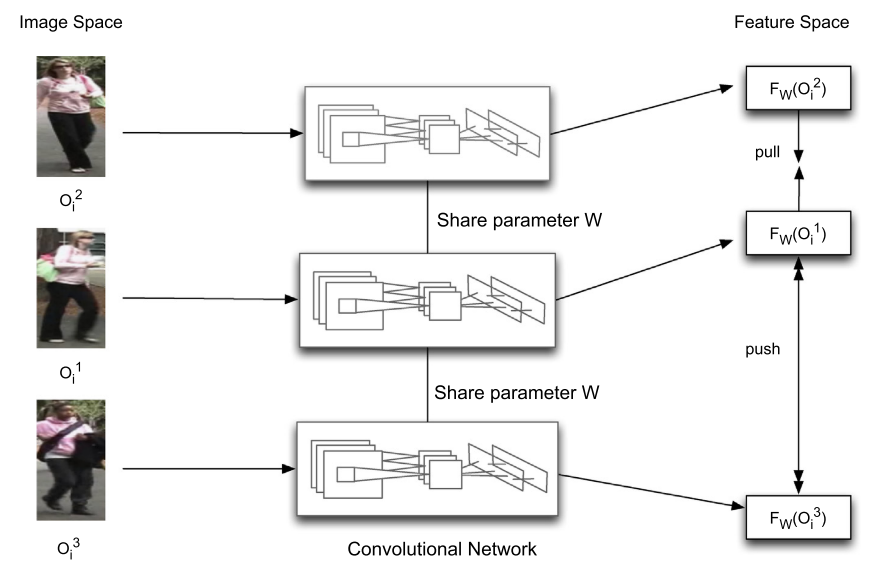 Image Space
Feature Space
F_W(O_i^2)
pull
O_i^2
Share parameter W
F_W(O_i^1)
push
O_i^1
Share parameter W
F_W(O_i^3)
O_i^3
Convolutional Network